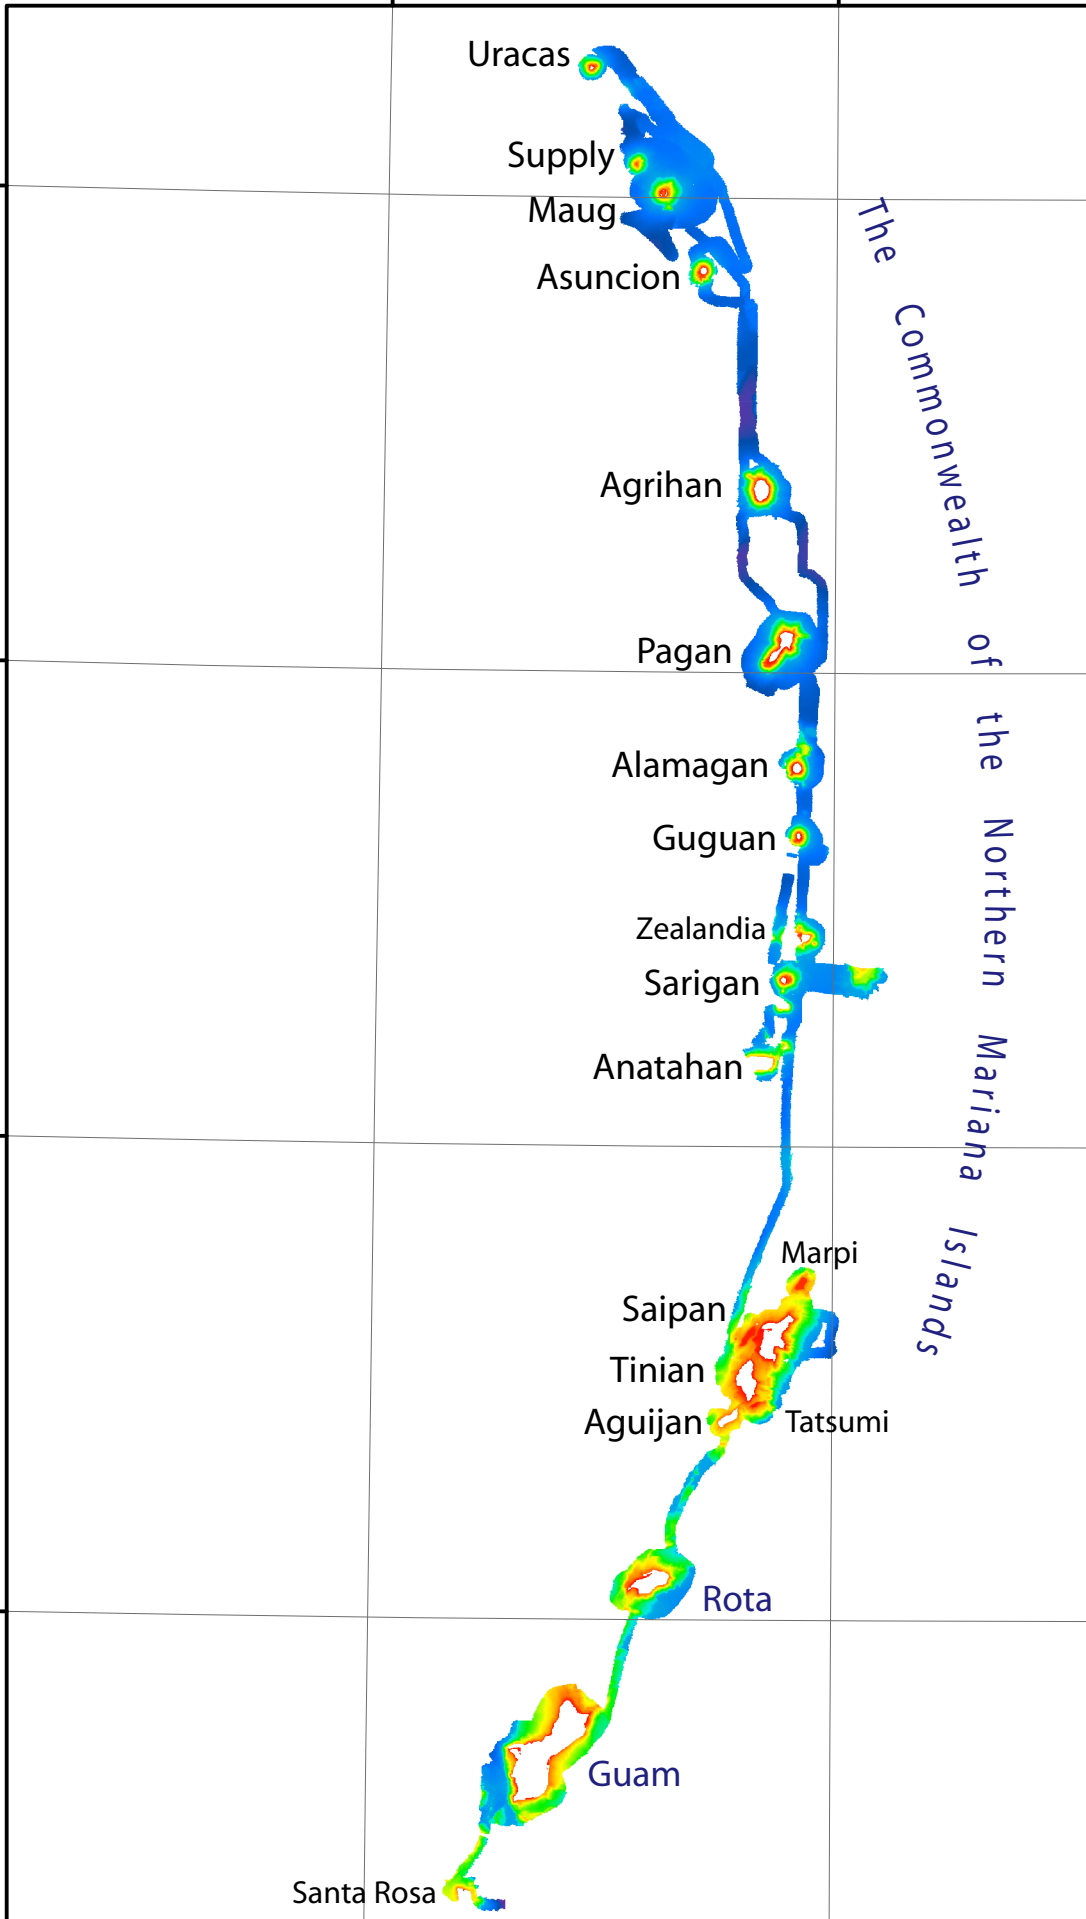 Uracas
Supply
Maug
Asuncion
Agrihan
Pagan
Alamagan
Guguan
Zealandia
Sarigan
Anatahan
Marpi
Saipan
Tinian
Aguijan
Tatsumi
Rota
Guam
Santa Rosa
The Commonwealth of the Northern Mariana Islands